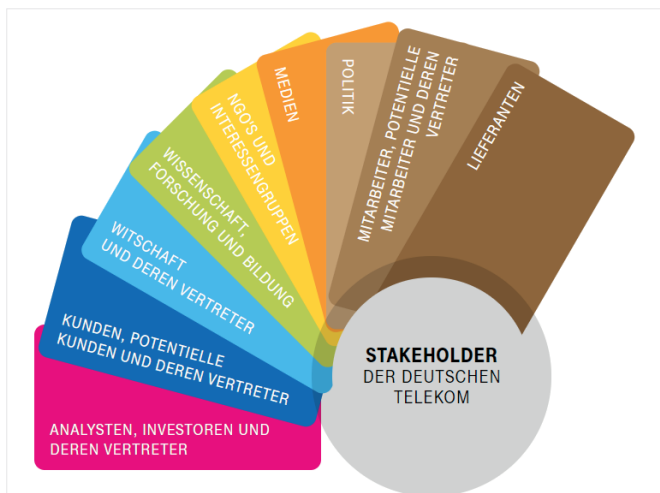 ANALYSTEN, INVESTOREN UND
DEREN VERTRETER
KUNDEN, POTENTIELLE
KUNDEN UND DEREN VERTRETER
WITSCHAFT
UND DEREN VERTRETER
WISSENSCHAFT,
FORSCHUNG UND BILDUNG
NGO'S UND
INTERESSENGRUPPEN
MEDIEN
POLITIK
MITARBEITER, POTENTIELLE
MITARBEITER UND DEREN
VERTRETER
LIEFERANTEN
STAKEHOLDER
DER DEUTSCHEN
TELEKOM